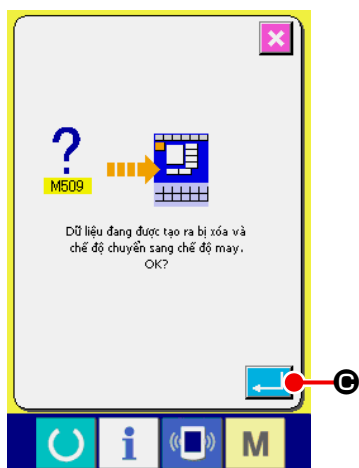 ?
M509
Dữ liệu đang được tạo ra bị xóa và
chế độ chuyển sang chế độ may.
OK?
C
i
M